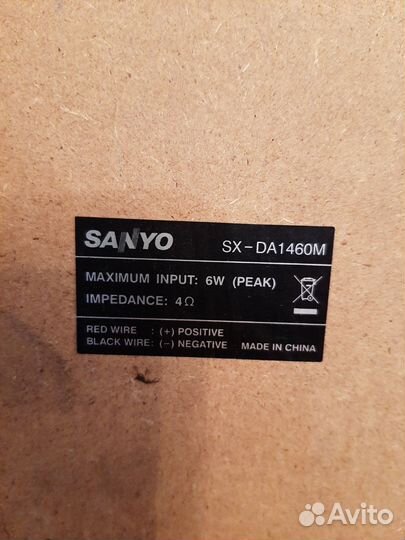 SANYO SX-DA1460M
MAXIMUM INPUT: 6W (PEAK)
IMPEDANCE: 4Ω
RED WIRE : (+) POSITIVE
BLACK WIRE: (−) NEGATIVE MADE IN CHINA
Avito